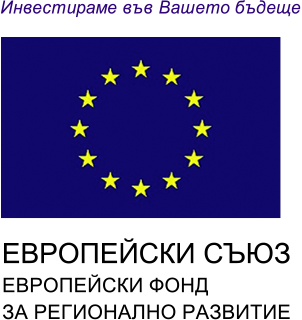 Инвестираме във Вашето бъдеще
ЕВРОПЕЙСКИ СЪЮЗ
ЕВРОПЕЙСКИ ФОНД
ЗА РЕГИОНАЛНО РАЗВИТИЕ